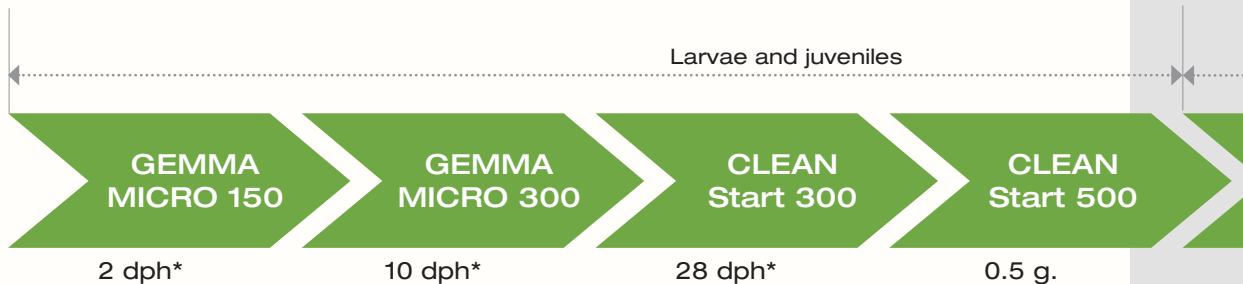 Larvae and juveniles
GEMMA
MICRO 150
GEMMA
MICRO 300
CLEAN
Start 300
CLEAN
Start 500
2 dph*
10 dph*
28 dph*
0.5 g.